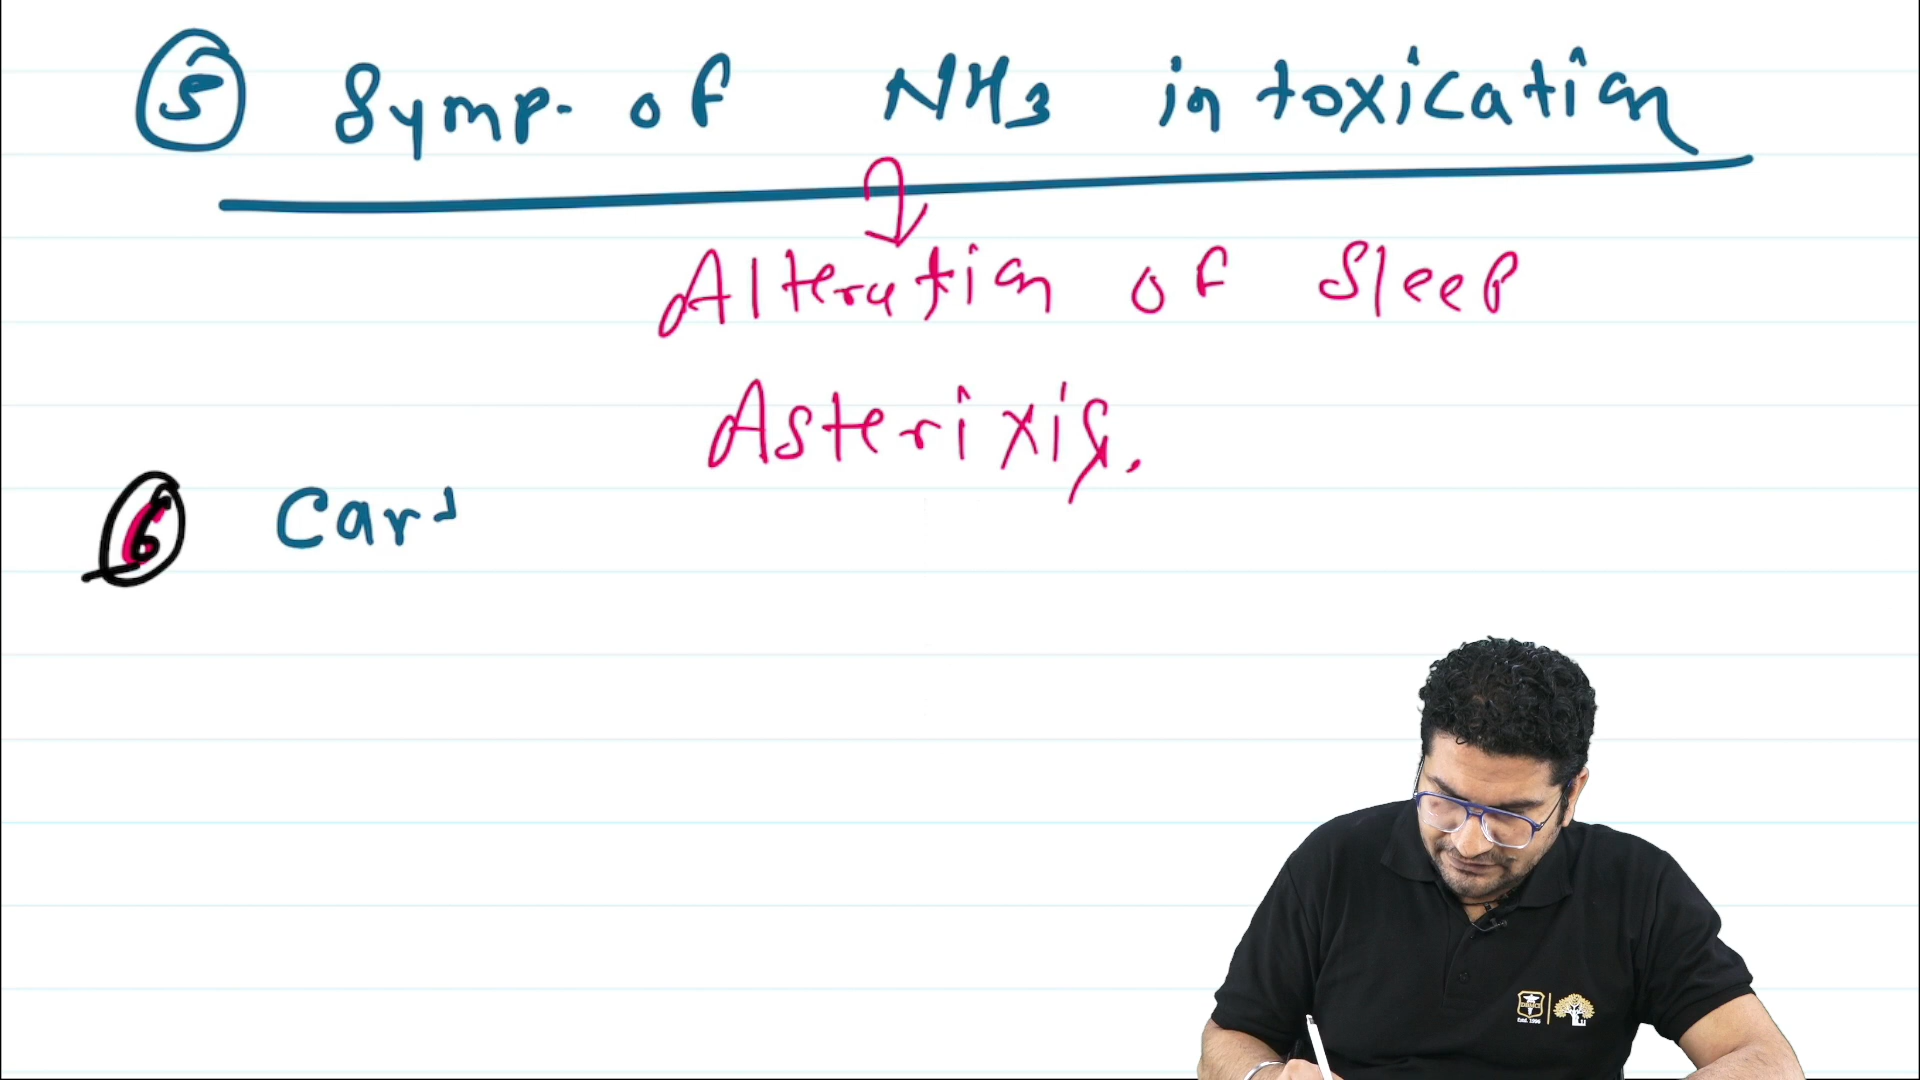 5 Symp. of NH3 intoxication
Alteration of Sleep
Asterixis.
6 Car